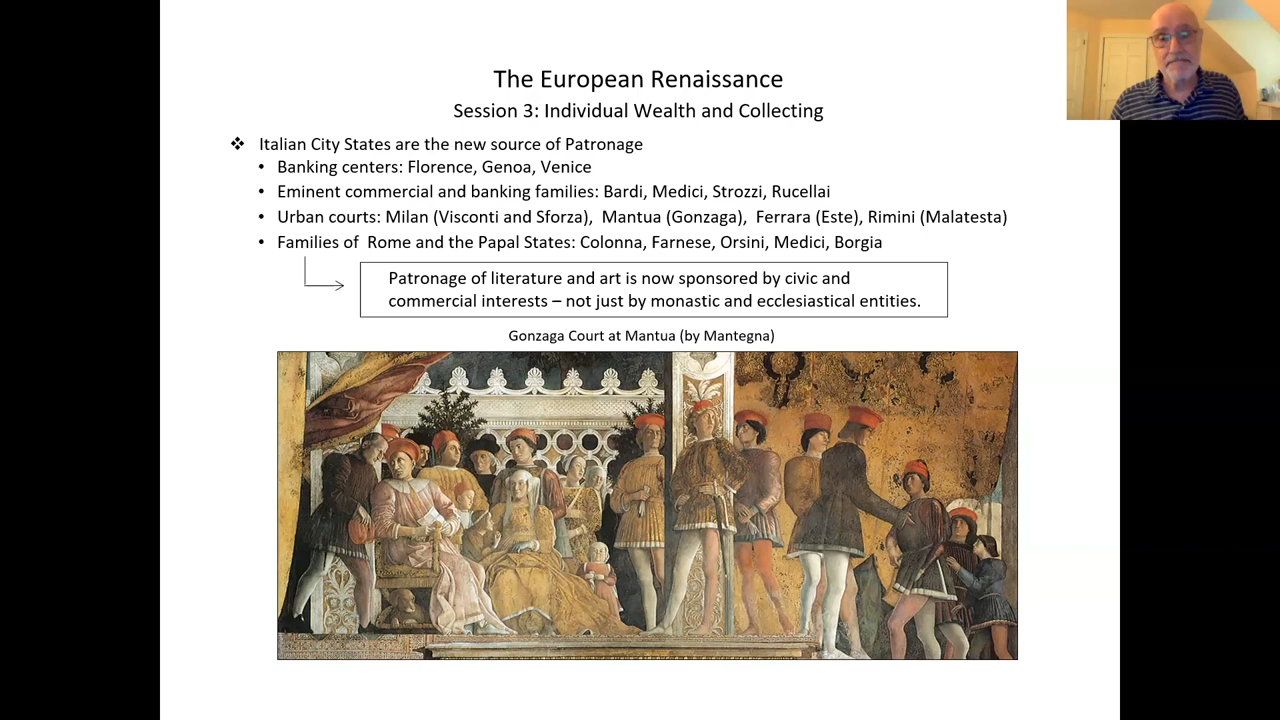 The European Renaissance
Session 3: Individual Wealth and Collecting
❖ Italian City States are the new source of Patronage
• Banking centers: Florence, Genoa, Venice
• Eminent commercial and banking families: Bardi, Medici, Strozzi, Rucellai
• Urban courts: Milan (Visconti and Sforza), Mantua (Gonzaga), Ferrara (Este), Rimini (Malatesta)
• Families of Rome and the Papal States: Colonna, Farnese, Orsini, Medici, Borgia
Patronage of literature and art is now sponsored by civic and
commercial interests – not just by monastic and ecclesiastical entities.
Gonzaga Court at Mantua (by Mantegna)